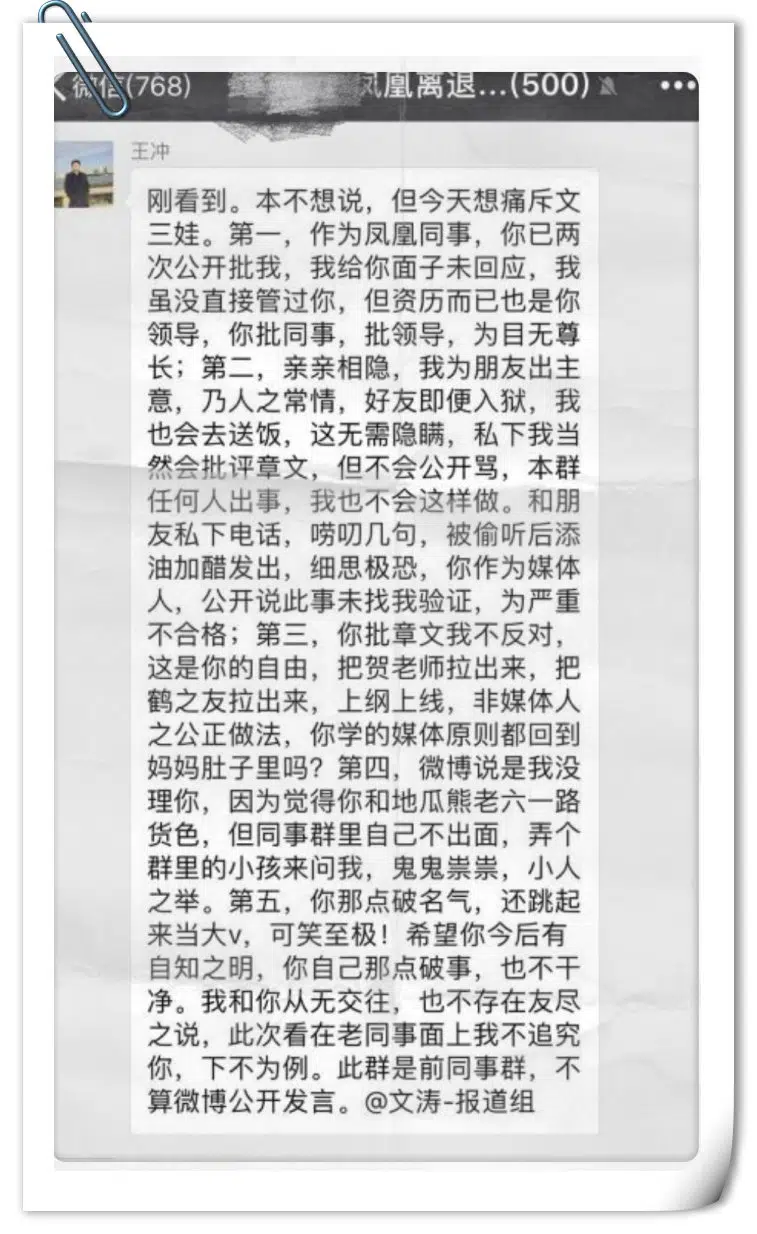 微信(768)
凤凰离退...(500)
王冲
刚看到。本不想说，但今天想痛斥文
三娃。第一，作为凤凰同事，你已两
次公开批我，我给你面子未回应，我
虽没直接管过你，但资历而已也是你
领导，你批同事，批领导，为目无尊
长；第二，亲亲相隐，我为朋友出主
意，乃人之常情，好友即便入狱，我
也会去送饭，这无需隐瞒，私下我当
然会批评章文，但不会公开骂，本群
任何人出事，我也不会这样做。和朋
友私下电话，唠叨几句，被偷听后添
油加醋发出，细思极恐，你作为媒体
人，公开说此事未找我验证，为严重
不合格；第三，你批章文我不反对，
这是你的自由，把贺老师拉出来，把
鹤之友拉出来，上纲上线，非媒体人
之公正做法，你学的媒体原则都回到
妈妈肚子里吗？第四，微博说是我没
理你，因为觉得你和地瓜熊老六一路
货色，但同事群里自己不出面，弄个
群里的小孩来问我，鬼鬼祟祟，小人
之举。第五，你那点破名气，还跳起
来当大v，可笑至极！希望你今后有
自知之明，你自己那点破事，也不干
净。我和你从无交往，也不存在友尽
之说，此次看在老同事面上我不追究
你，下不为例。此群是前同事群，不
算微博公开发言。@文涛-报道组